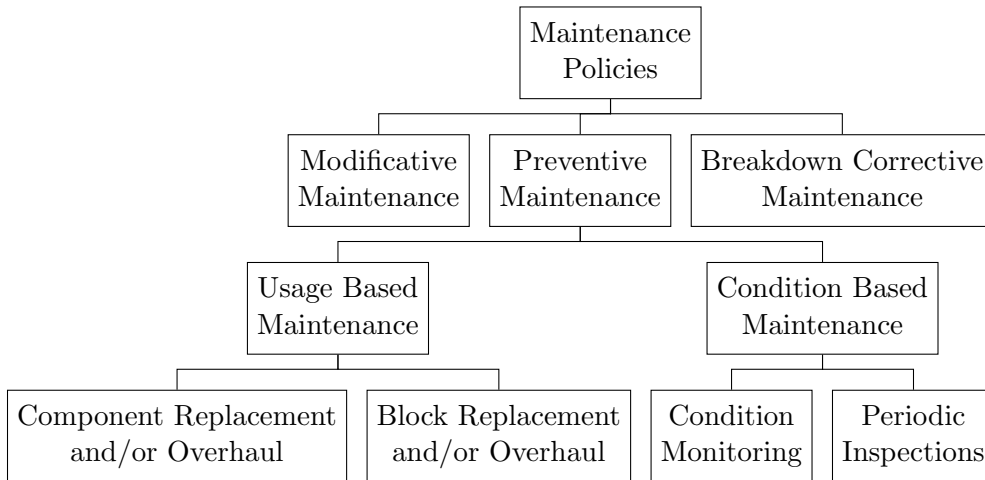 Maintenance
Policies
Modificative
Maintenance
Preventive
Maintenance
Breakdown Corrective
Maintenance
Usage Based
Maintenance
Condition Based
Maintenance
Component Replacement
and/or Overhaul
Block Replacement
and/or Overhaul
Condition
Monitoring
Periodic
Inspections